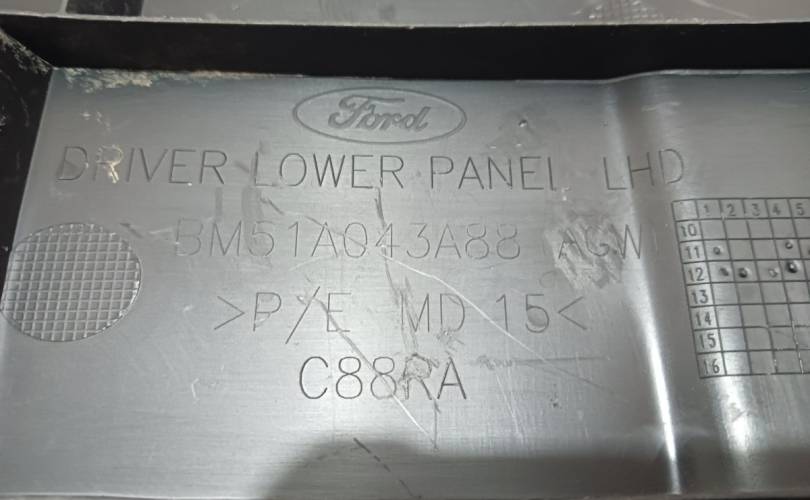 Ford
DRIVER LOWER PANEL LHD
BM51A043A88 AGW
>P/E MD 15<
C88RA
1 2 3 4 5
10
11
12
13
14
15
16